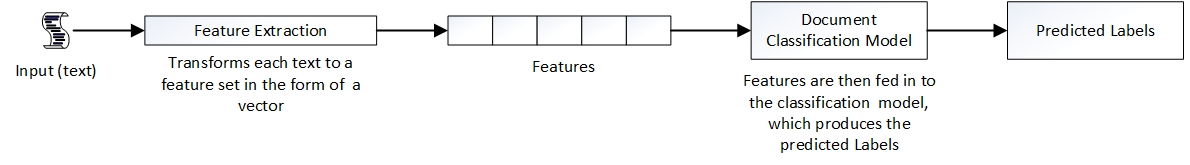 Input (text)
Feature Extraction
Transforms each text to a
feature set in the form of a
vector
Features
Document
Classification Model
Features are then fed in to
the classification model,
which produces the
predicted Labels
Predicted Labels